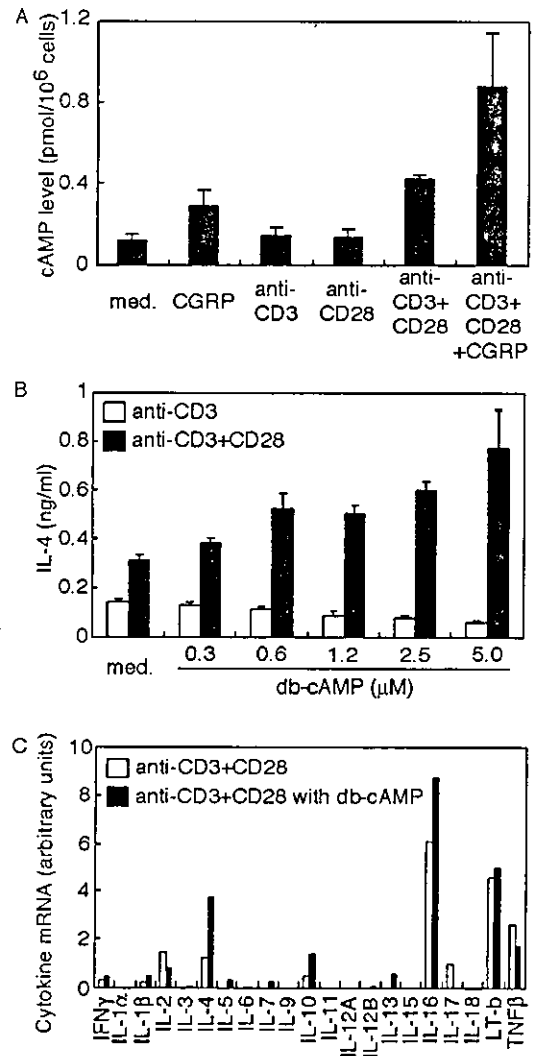 A
1.2
0.8
0.4
0
cAMP level (pmol/10⁶ cells)
med.
CGRP
anti-
CD3
anti-
CD28
anti-
CD3+
CD28
anti-
CD3+
CD28
+CGRP
B
1
0.8
0.6
0.4
0.2
0
IL-4 (ng/ml)
anti-CD3
anti-CD3+CD28
med.
0.3 0.6 1.2 2.5 5.0
db-cAMP (μM)
C
10
8
6
4
2
0
Cytokine mRNA (arbitrary units)
anti-CD3+CD28
anti-CD3+CD28 with db-cAMP
IFNγ
IL-1α
IL-1β
IL-2
IL-3
IL-4
IL-5
IL-6
IL-7
IL-9
IL-10
IL-11
IL-12A
IL-12B
IL-13
IL-15
IL-16
IL-17
IL-18
LT-b
TNFβ